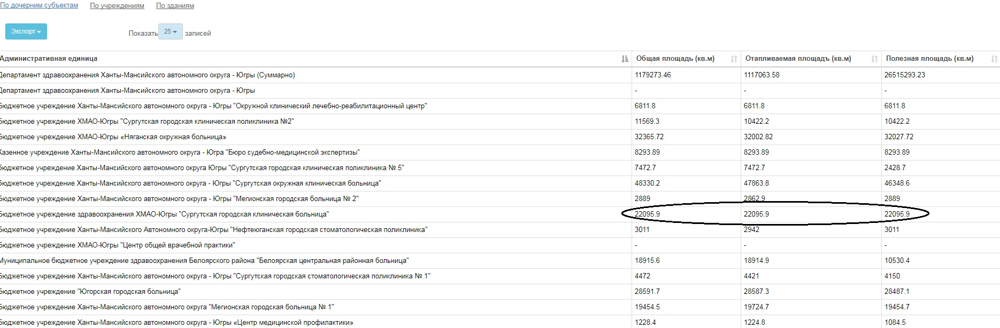 По дочерним субъектам По учреждениям По зданиям
Экспорт Показать 25 записей
Административная единица Общая площадь (кв.м) Отапливаемая площадъ (кв.м) Полезная площадь (кв.м)
Департамент здравоохранения Ханты-Мансийского автономного округа - Югры (Суммарно) 1179273.46 1117063.58 26515293.23
Департамент здравоохранения Ханты-Мансийского автономного округа - Югры - - -
Бюджетное учреждение Ханты-Мансийского автономного округа - Югры "Окружной клинический лечебно-реабилитационный центр" 6811.8 6811.8 6811.8
Бюджетное учреждение ХМАО-Югры "Сургутская городская клиническая поликлиника №2" 11569.3 10422.2 10422.2
Бюджетное учреждение ХМАО-Югры «Няганская окружная больница» 32365.72 32002.82 32027.72
Казенное учреждение Ханты-Мансийского автономного округа - Югра "Бюро судебно-медицинской экспертизы" 8293.89 8293.89 8293.89
бюджетное учреждение Ханты-Мансийского автономного округа Югры "Сургутская городская клиническая поликлиника № 5" 7472.7 7472.7 2428.7
бюджетное учреждение Ханты-Мансийского автономного округа - Югры "Сургутская окружная клиническая больница" 48330.2 47863.8 46348.6
Бюджетное учреждение Ханты-Мансийского автономного округа - Югры "Мегионская городская больница № 2" 2889 2862.9 2889
Бюджетное учреждение здравоохранения ХМАО-Югры "Сургутская городская клиническая больница" 22095.9 22095.9 22095.9
Бюджетное учреждение Ханты-Мансийского Автономного округа-Югры "Нефтеюганская городская стоматологическая поликлиника" 3011 2942 3011
Бюджетное учреждение ХМАО-Югры "Центр общей врачебной практики" - - -
Муниципальное бюджетное учреждение здравоохранения Белоярского района "Белоярская центральная районная больница" 18915.6 18914.9 10530.4
Бюджетное учреждение Ханты-Мансийского автономного округа - Югры "Сургутская городская стоматологическая поликлиника № 1" 4472 4421 4150
Бюджетное учреждение "Югорская городская больница" 28591.7 28587.3 28487.1
Бюджетное учреждение Ханты-Мансийского автономного округа "Мегионская городская больница № 1" 19454.5 19724.7 19454.7
Бюджетное учреждение Ханты-Мансийского автономного округа - Югры «Центр медицинской профилактики» 1228.4 1224.8 1084.5